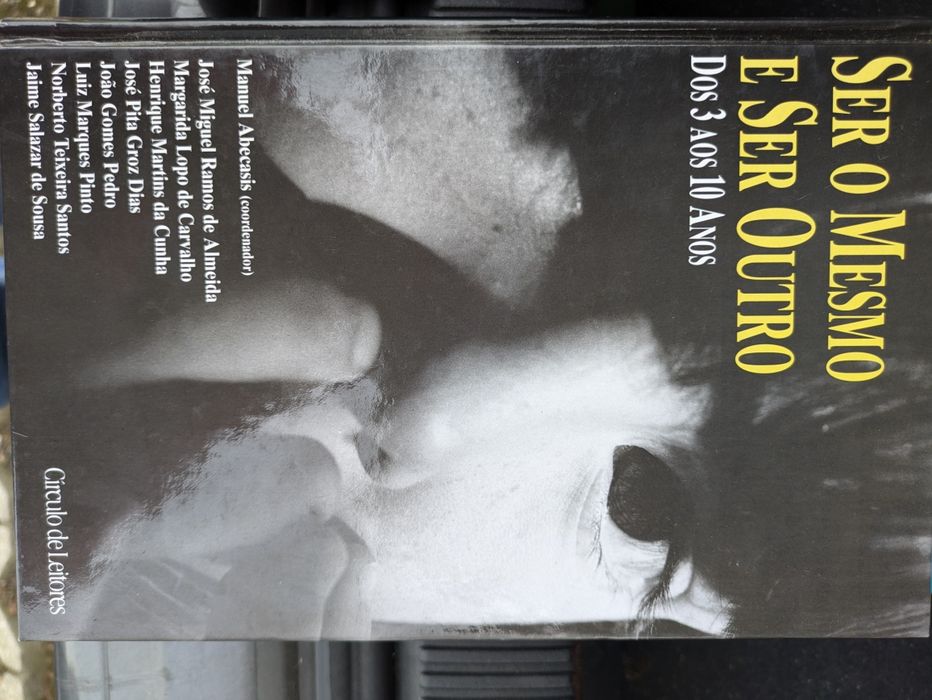 SER O MESMO
E SER OUTRO
DOS 3 AOS 10 ANOS
Manuel Abecasis (coordenador)
José Miguel Ramos de Almeida
Margarida Lopo de Carvalho
Henrique Martins da Cunha
José Pita Groz Dias
João Gomes Pedro
Luiz Marques Pinto
Norberto Teixeira Santos
Jaime Salazar de Sousa
Círculo de Leitores